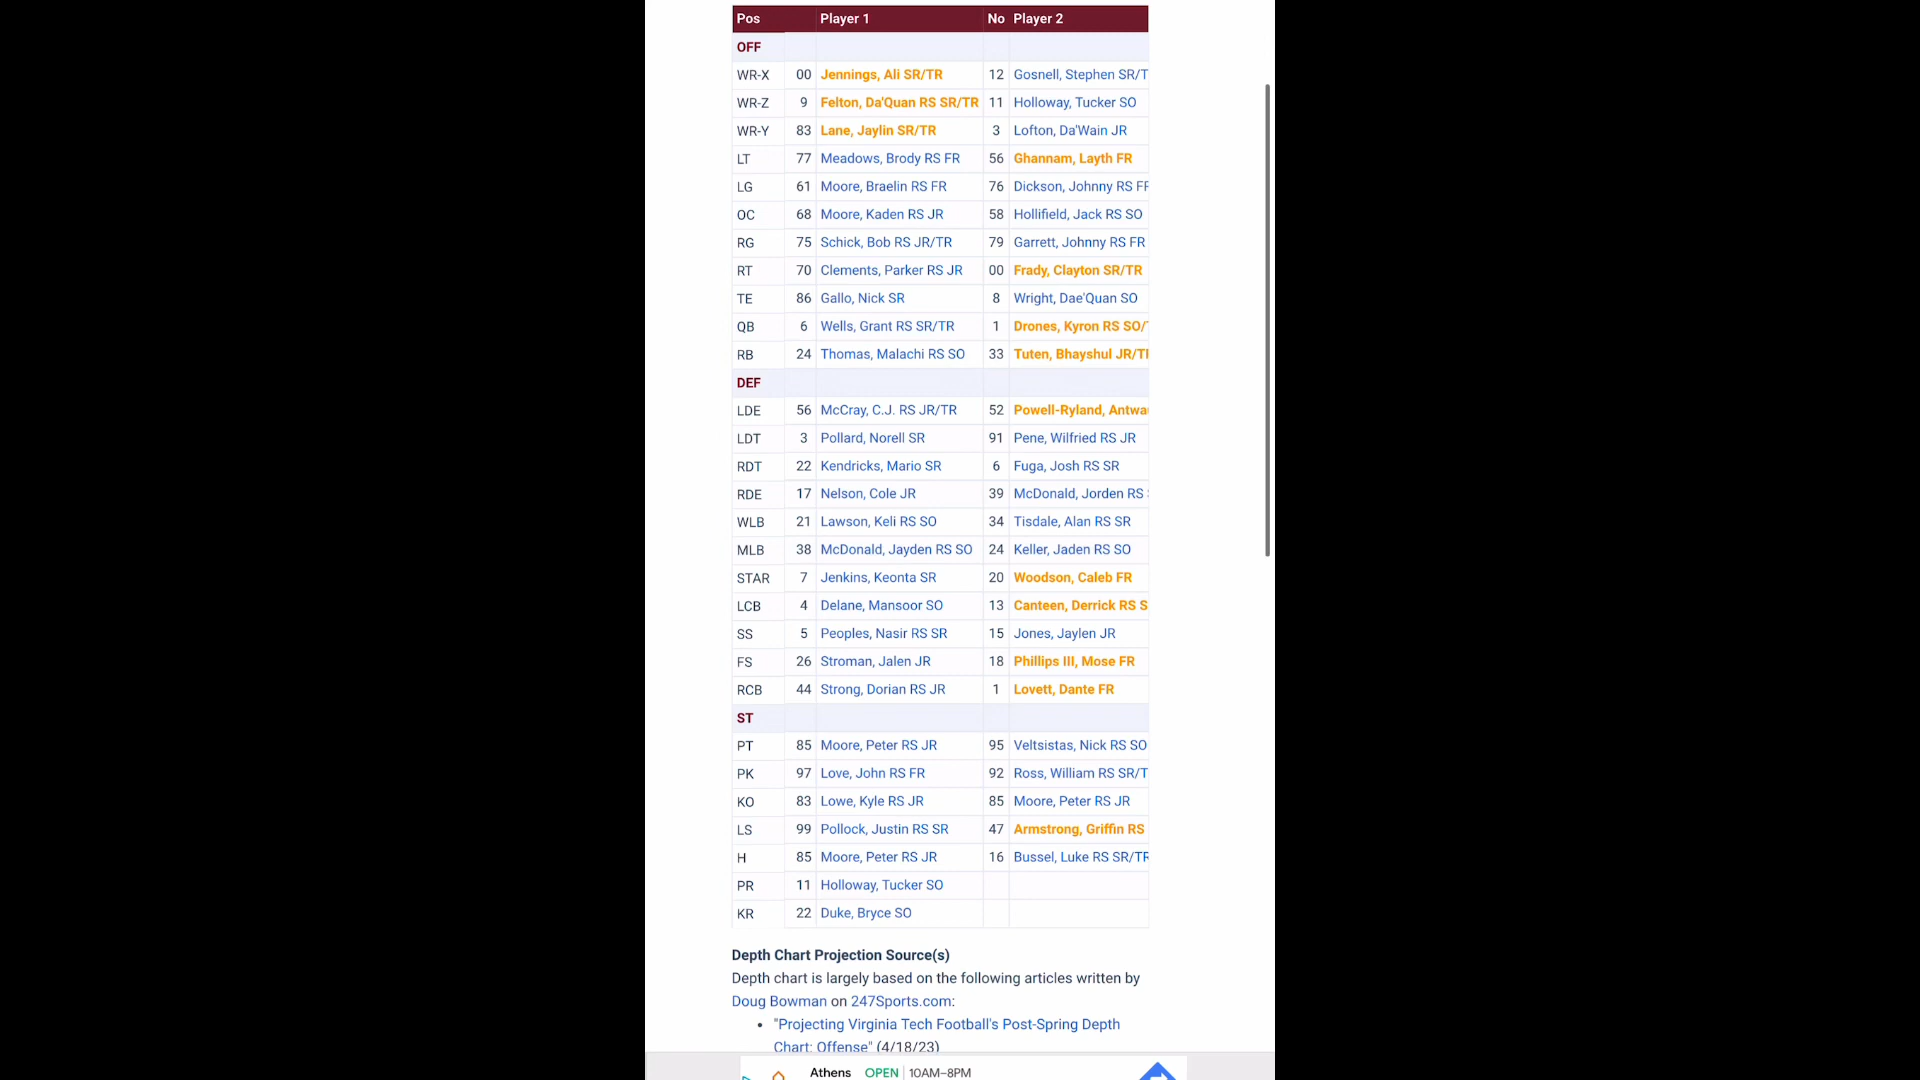 Pos Player 1 No Player 2
OFF
WR-X 00 Jennings, Ali SR/TR 12 Gosnell, Stephen SR/T
WR-Z 9 Felton, Da'Quan RS SR/TR 11 Holloway, Tucker SO
WR-Y 83 Lane, Jaylin SR/TR 3 Lofton, Da'Wain JR
LT 77 Meadows, Brody RS FR 56 Ghannam, Layth FR
LG 61 Moore, Braelin RS FR 76 Dickson, Johnny RS FR
OC 68 Moore, Kaden RS JR 58 Hollifield, Jack RS SO
RG 75 Schick, Bob RS JR/TR 79 Garrett, Johnny RS FR
RT 70 Clements, Parker RS JR 00 Frady, Clayton SR/TR
TE 86 Gallo, Nick SR 8 Wright, Dae'Quan SO
QB 6 Wells, Grant RS SR/TR 1 Drones, Kyron RS SO/
RB 24 Thomas, Malachi RS SO 33 Tuten, Bhayshul JR/TR
DEF
LDE 56 McCray, C.J. RS JR/TR 52 Powell-Ryland, Antwa
LDT 3 Pollard, Norell SR 91 Pene, Wilfried RS JR
RDT 22 Kendricks, Mario SR 6 Fuga, Josh RS SR
RDE 17 Nelson, Cole JR 39 McDonald, Jorden RS
WLB 21 Lawson, Keli RS SO 34 Tisdale, Alan RS SR
MLB 38 McDonald, Jayden RS SO 24 Keller, Jaden RS SO
STAR 7 Jenkins, Keonta SR 20 Woodson, Caleb FR
LCB 4 Delane, Mansoor SO 13 Canteen, Derrick RS S
SS 5 Peoples, Nasir RS SR 15 Jones, Jaylen JR
FS 26 Stroman, Jalen JR 18 Phillips III, Mose FR
RCB 44 Strong, Dorian RS JR 1 Lovett, Dante FR
ST
PT 85 Moore, Peter RS JR 95 Veltsistas, Nick RS SO
PK 97 Love, John RS FR 92 Ross, William RS SR/T
KO 83 Lowe, Kyle RS JR 85 Moore, Peter RS JR
LS 99 Pollock, Justin RS SR 47 Armstrong, Griffin RS
H 85 Moore, Peter RS JR 16 Bussel, Luke RS SR/TR
PR 11 Holloway, Tucker SO
KR 22 Duke, Bryce SO
Depth Chart Projection Source(s)
Depth chart is largely based on the following articles written by
Doug Bowman on 247Sports.com:
• "Projecting Virginia Tech Football's Post-Spring Depth
Chart: Offense" (4/18/23)
Athens OPEN 10AM–8PM